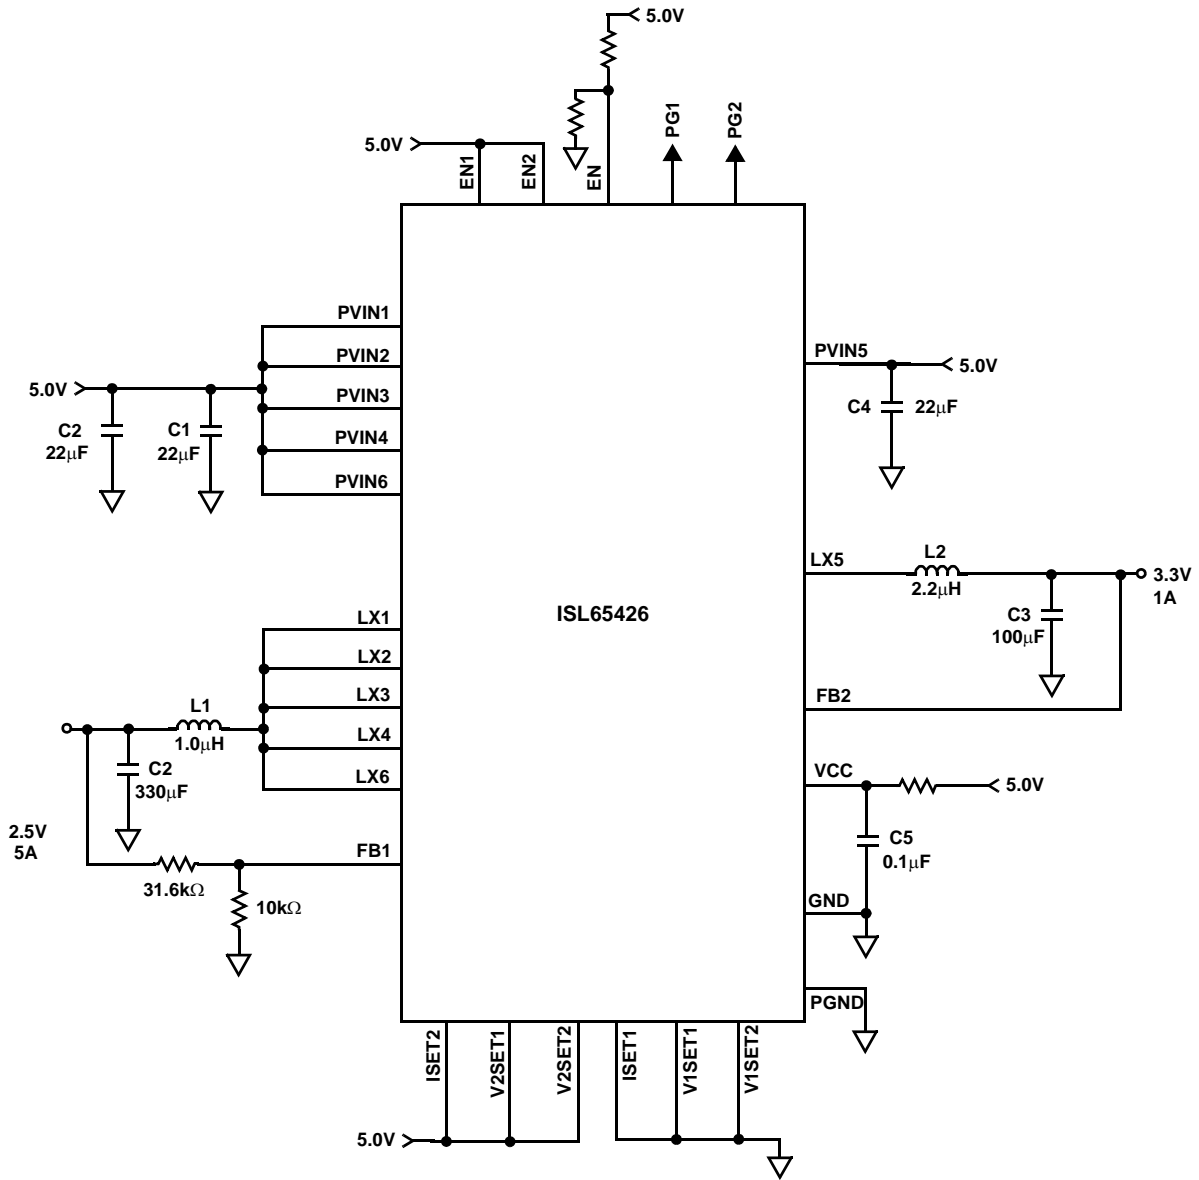 5.0V
PG1
PG2
5.0V
EN1
EN2
EN
PVIN1
PVIN2
PVIN3
PVIN4
PVIN6
5.0V
C2
22μF
C1
22μF
PVIN5
5.0V
C4
22μF
LX5
L2
2.2μH
3.3V
1A
C3
100μF
ISL65426
LX1
LX2
LX3
LX4
LX6
L1
1.0μH
C2
330μF
FB2
VCC
5.0V
2.5V
5A
FB1
31.6kΩ
10kΩ
C5
0.1μF
GND
PGND
ISET2
V2SET1
V2SET2
ISET1
V1SET1
V1SET2
5.0V